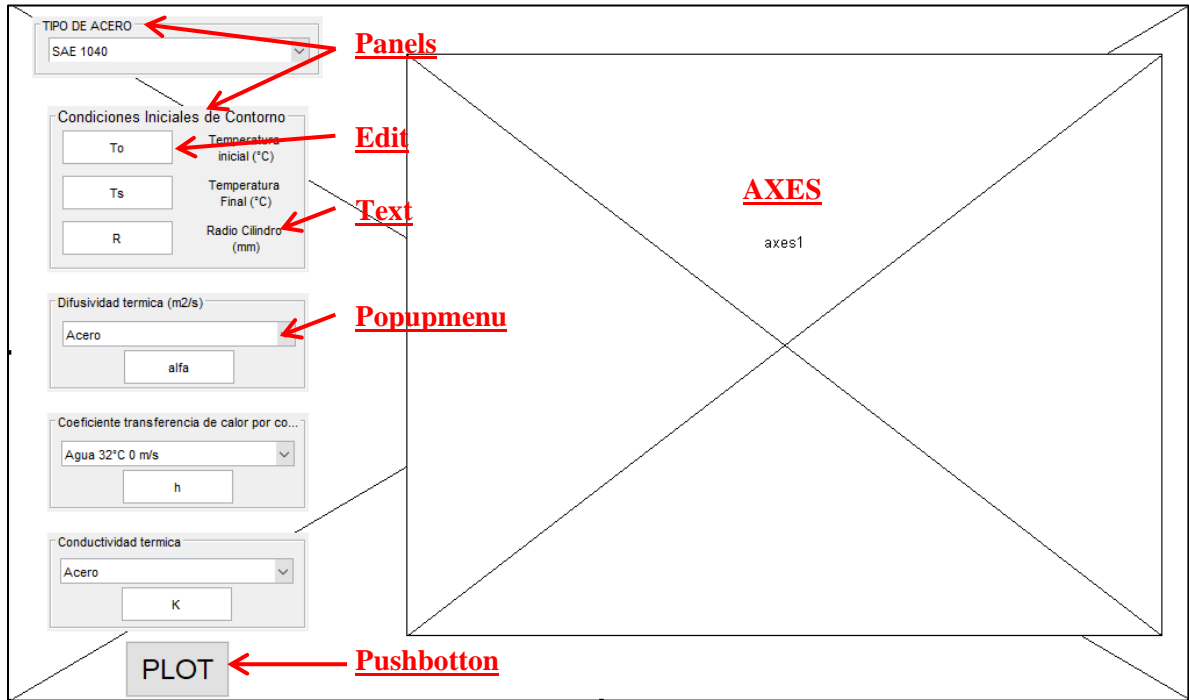 TIPO DE ACERO
SAE 1040
Panels
Condiciones Iniciales de Contorno
To
Temperatura
inicial (°C)
Edit
Ts
Temperatura
Final (°C)
Text
R
Radio Cilindro
(mm)
AXES
axes1
Difusividad termica (m2/s)
Acero
Popupmenu
alfa
Coeficiente transferencia de calor por co...
Agua 32°C 0 m/s
h
Conductividad termica
Acero
K
PLOT
Pushbotton